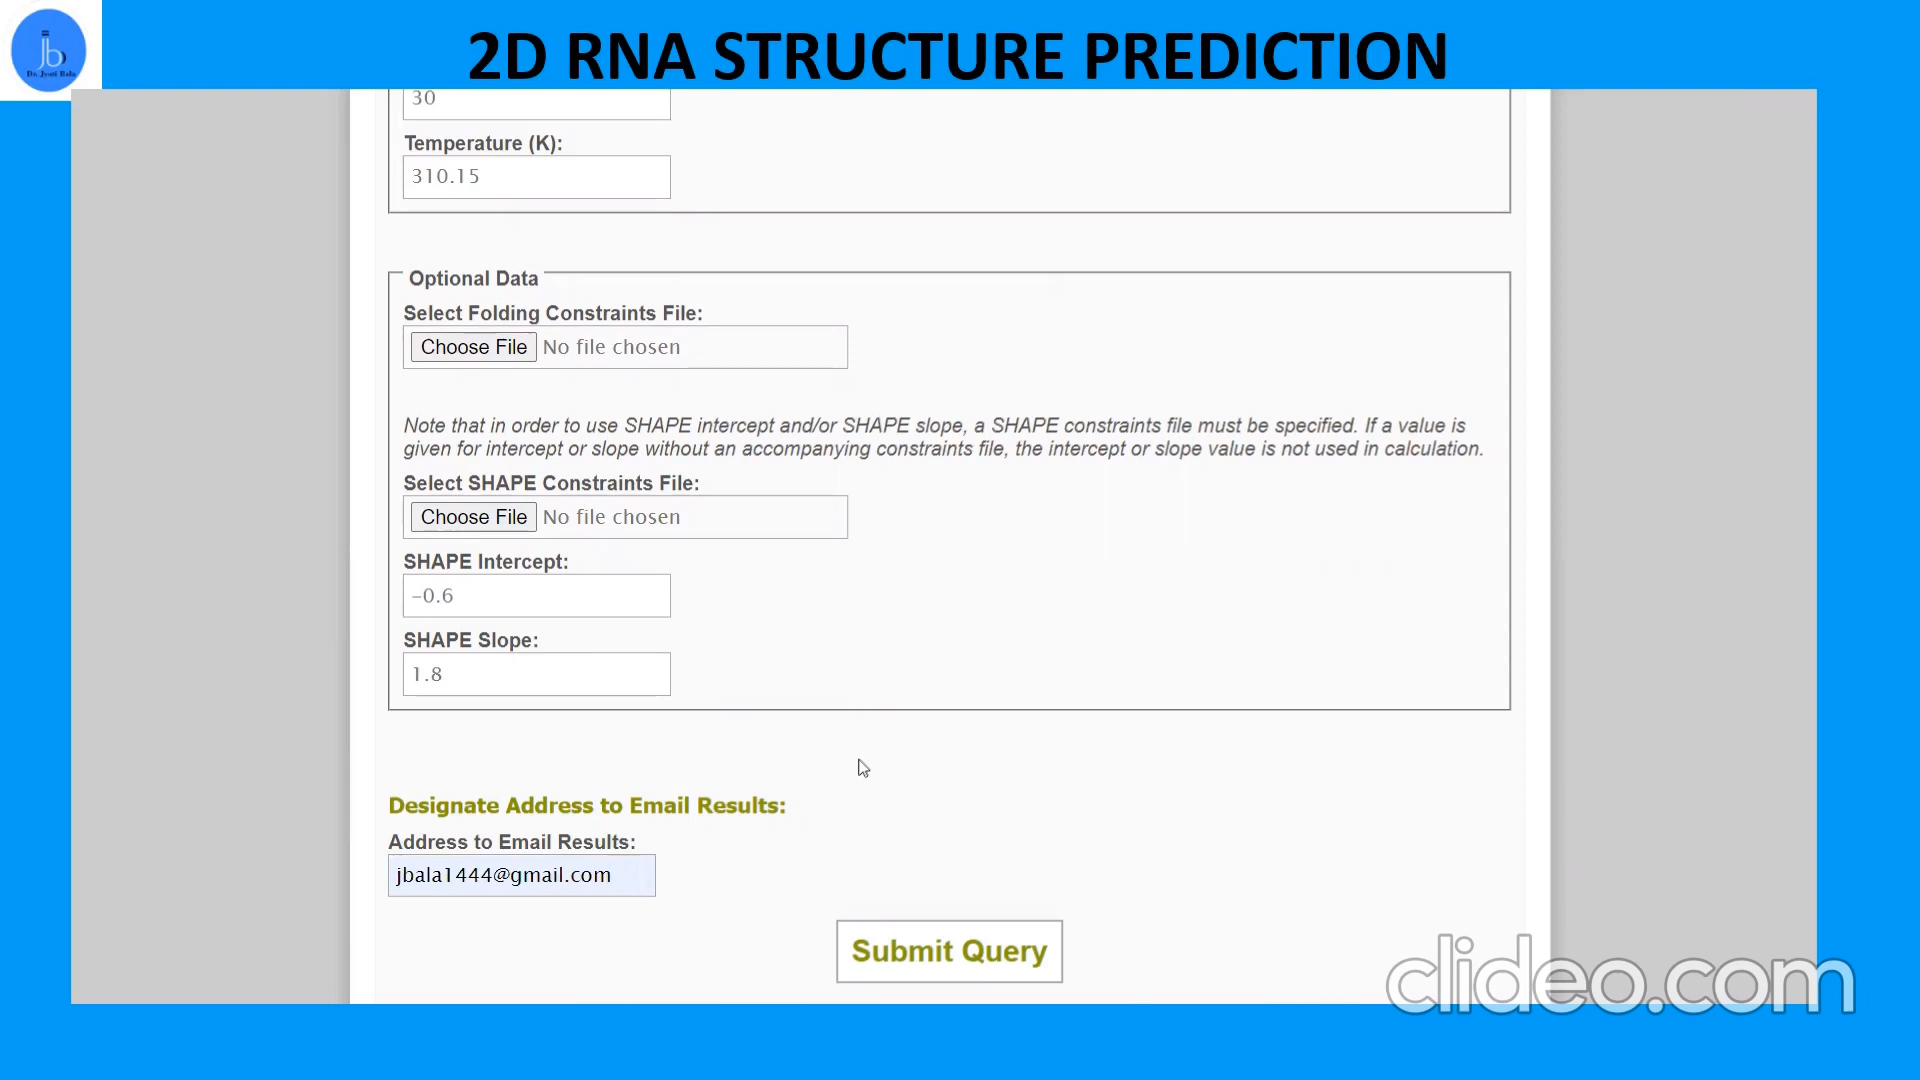 jb
Dr. Jyoti Bala
2D RNA STRUCTURE PREDICTION
30
Temperature (K):
310.15
Optional Data
Select Folding Constraints File:
Choose File No file chosen
Note that in order to use SHAPE intercept and/or SHAPE slope, a SHAPE constraints file must be specified. If a value is
given for intercept or slope without an accompanying constraints file, the intercept or slope value is not used in calculation.
Select SHAPE Constraints File:
Choose File No file chosen
SHAPE Intercept:
-0.6
SHAPE Slope:
1.8
Designate Address to Email Results:
Address to Email Results:
jbala1444@gmail.com
Submit Query
clideo.com